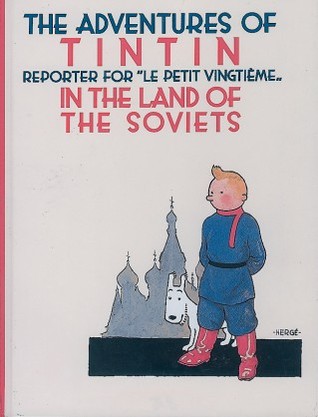 THE ADVENTURES OF
TINTIN
REPORTER FOR "LE PETIT VINGTIÈME„
IN THE LAND OF
THE SOVIETS
-HERGÉ-